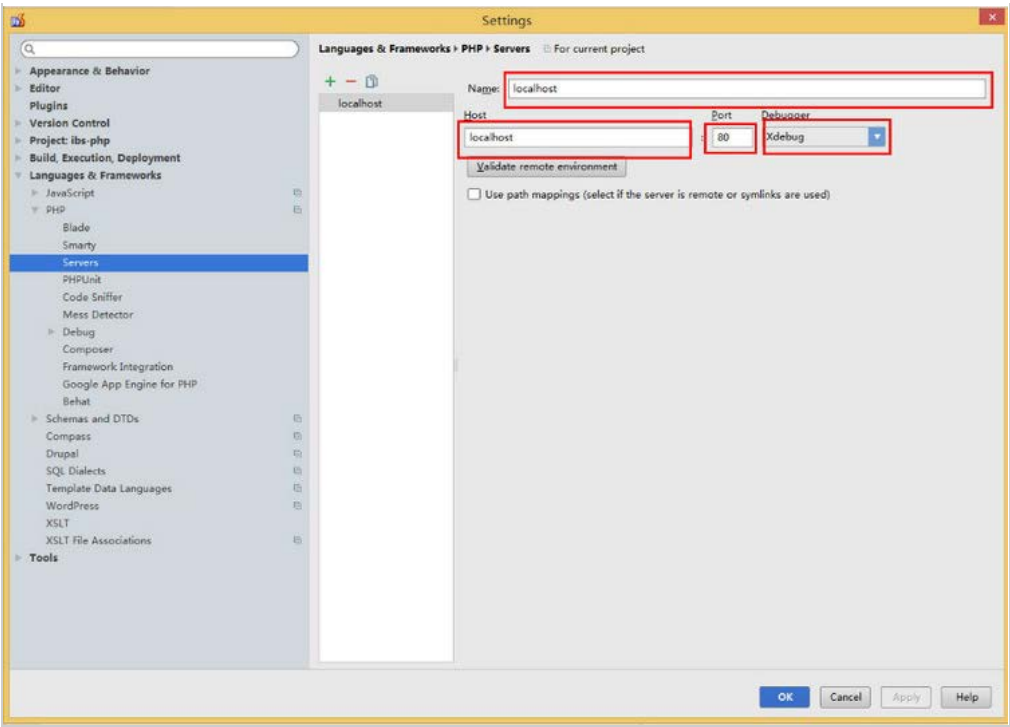 Settings
Appearance & Behavior
Editor
Plugins
Version Control
Project: ibs-php
Build, Execution, Deployment
Languages & Frameworks
JavaScript
PHP
Blade
Smarty
Servers
PHPUnit
Code Sniffer
Mess Detector
Debug
Composer
Framework Integration
Google App Engine for PHP
Behat
Schemas and DTDs
Compass
Drupal
SQL Dialects
Template Data Languages
WordPress
XSLT
XSLT File Associations
Tools
Languages & Frameworks › PHP › Servers For current project
localhost
Name: localhost
Host Port Debugger
localhost : 80 Xdebug
Validate remote environment
Use path mappings (select if the server is remote or symlinks are used)
OK Cancel Apply Help